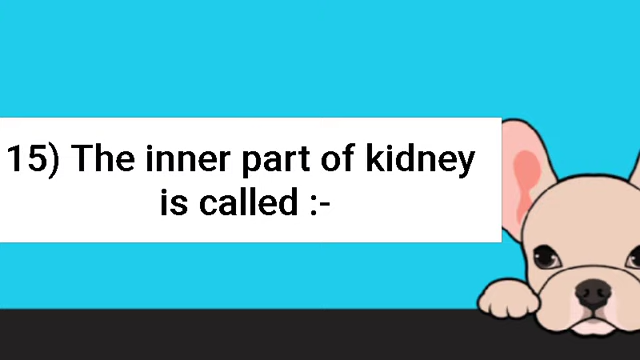 15) The inner part of kidney
is called :-